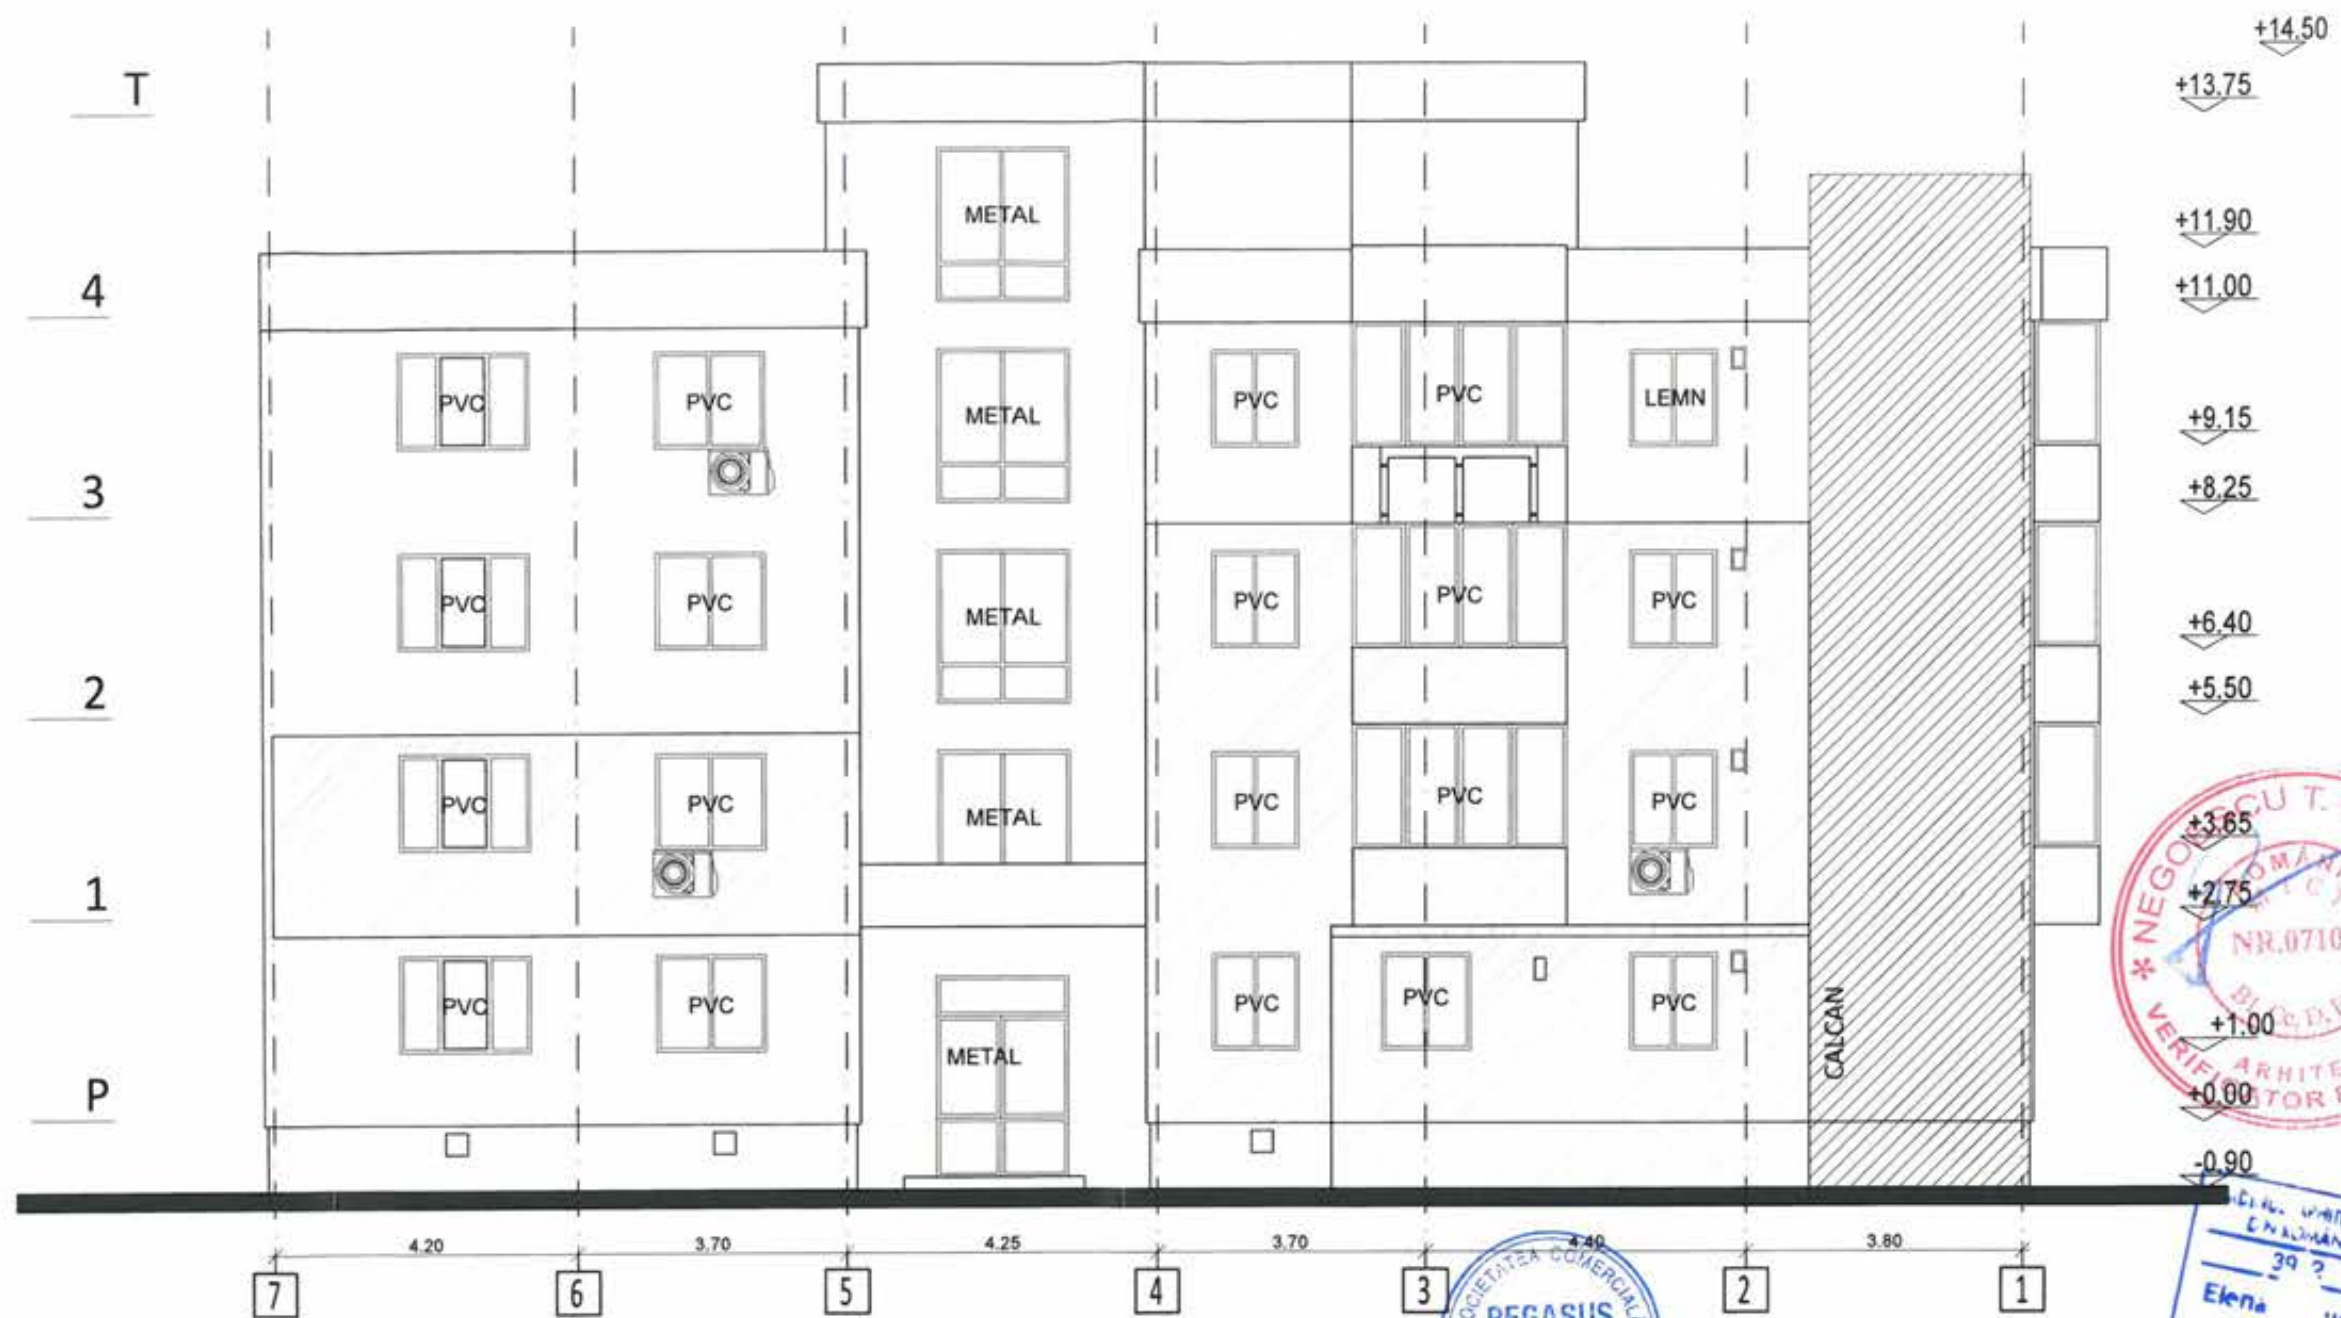 +14.50
T
+13.75
METAL
+11.90
4
+11.00
PVC PVC METAL PVC PVC LEMN
+9.15
3
+8.25
PVC PVC METAL PVC PVC PVC
+6.40
2
+5.50
PVC PVC METAL PVC PVC PVC
+3.65
1
+2.75
PVC PVC METAL PVC PVC PVC
CALCAN
+1.00
P
+0.00
-0.90
4.20 3.70 4.25 3.70 4.40 3.80
7 6 5 4 3 2 1
NR.0710
ARHITE
SOCIETATEA COMERCIAL
PEGASUS
39
Elena